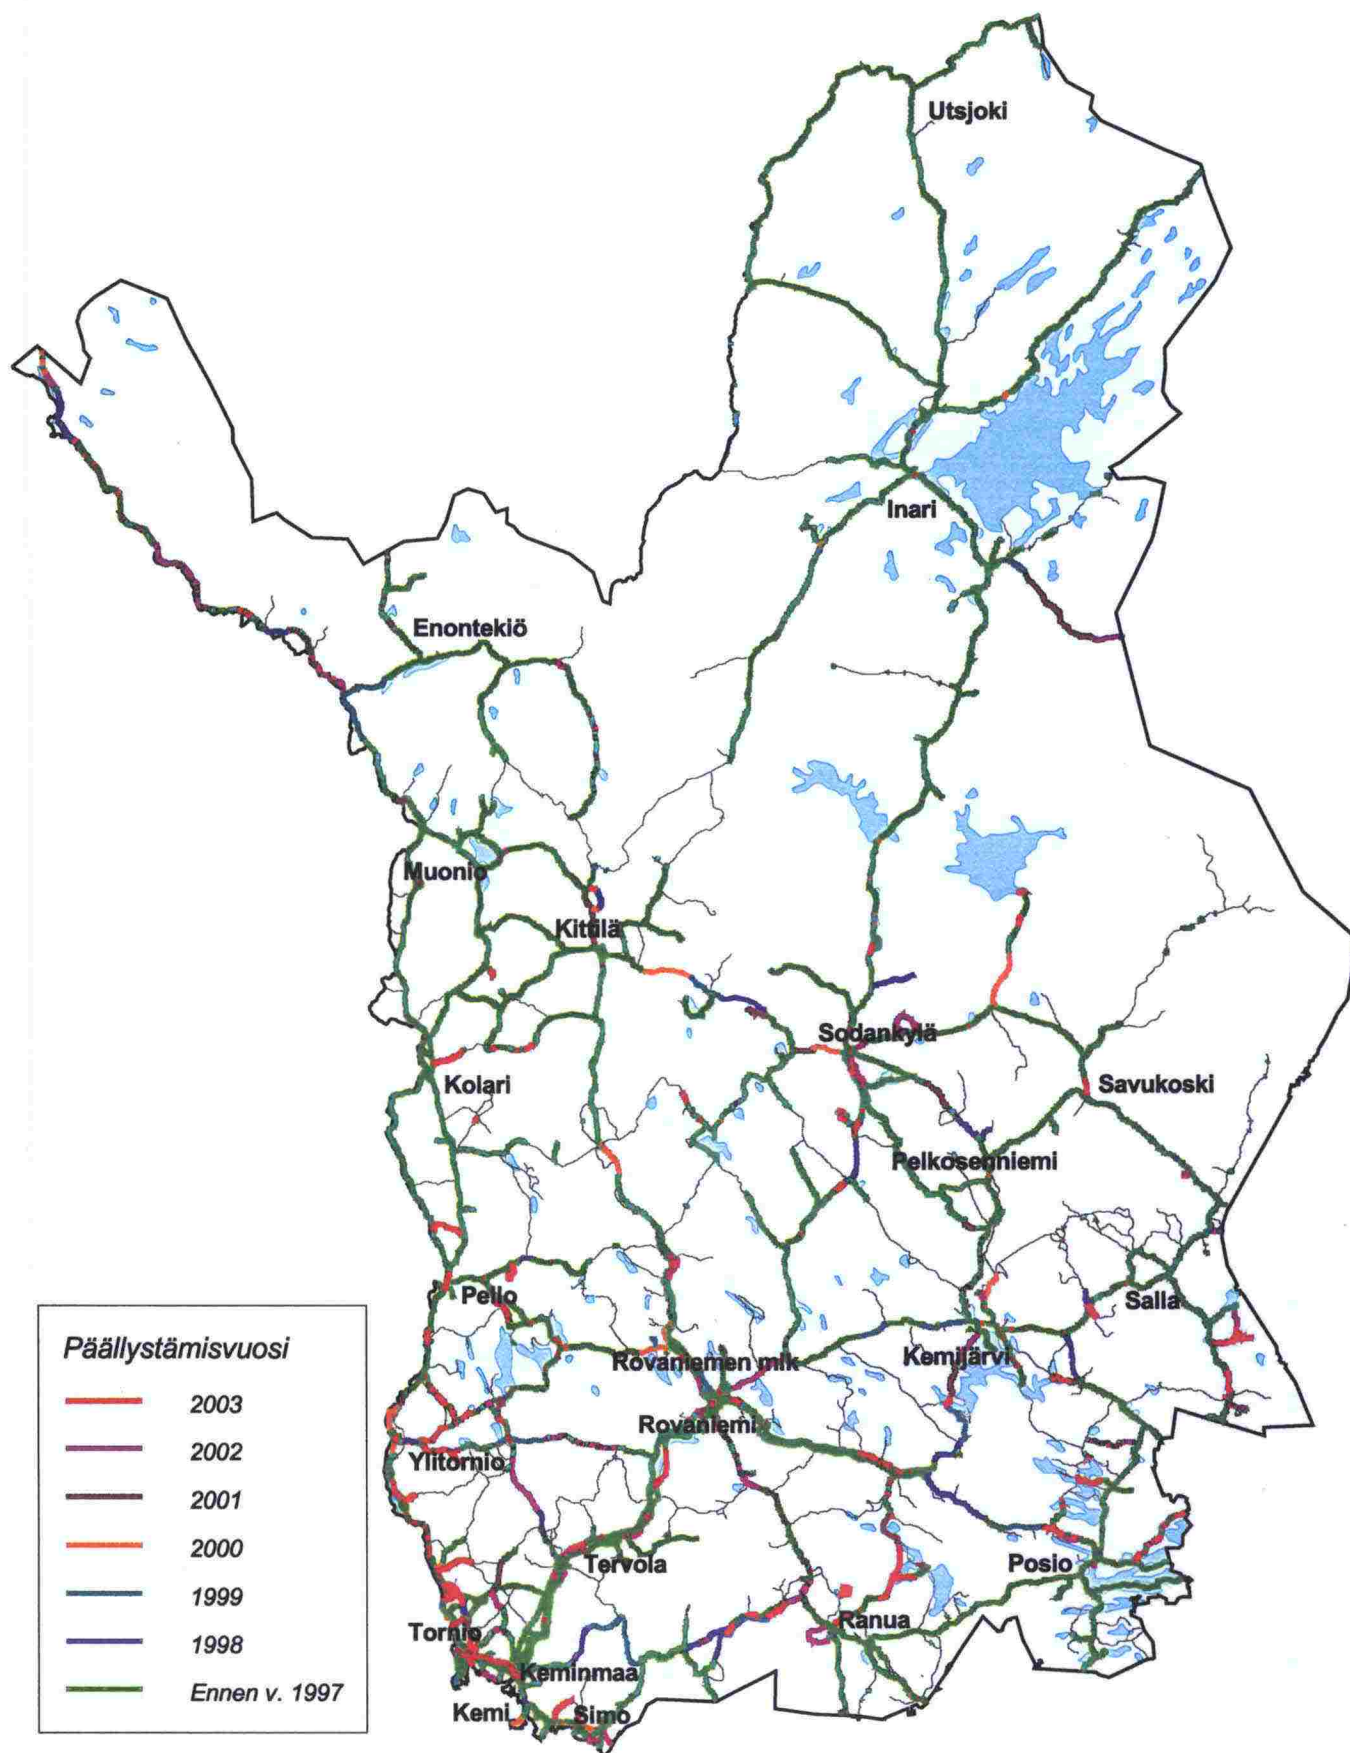 Utsjoki
Inari
Enontekiö
Muonio
Kittilä
Sodankylä
Kolari
Savukoski
Pelkosenniemi
Pello
Salla
Rovaniemen mlk
Kemijärvi
Rovaniemi
Ylitornio
Tervola
Posio
Ranua
Tornio
Keminmaa
Kemi
Simo
Päällystämisvuosi
2003
2002
2001
2000
1999
1998
Ennen v. 1997